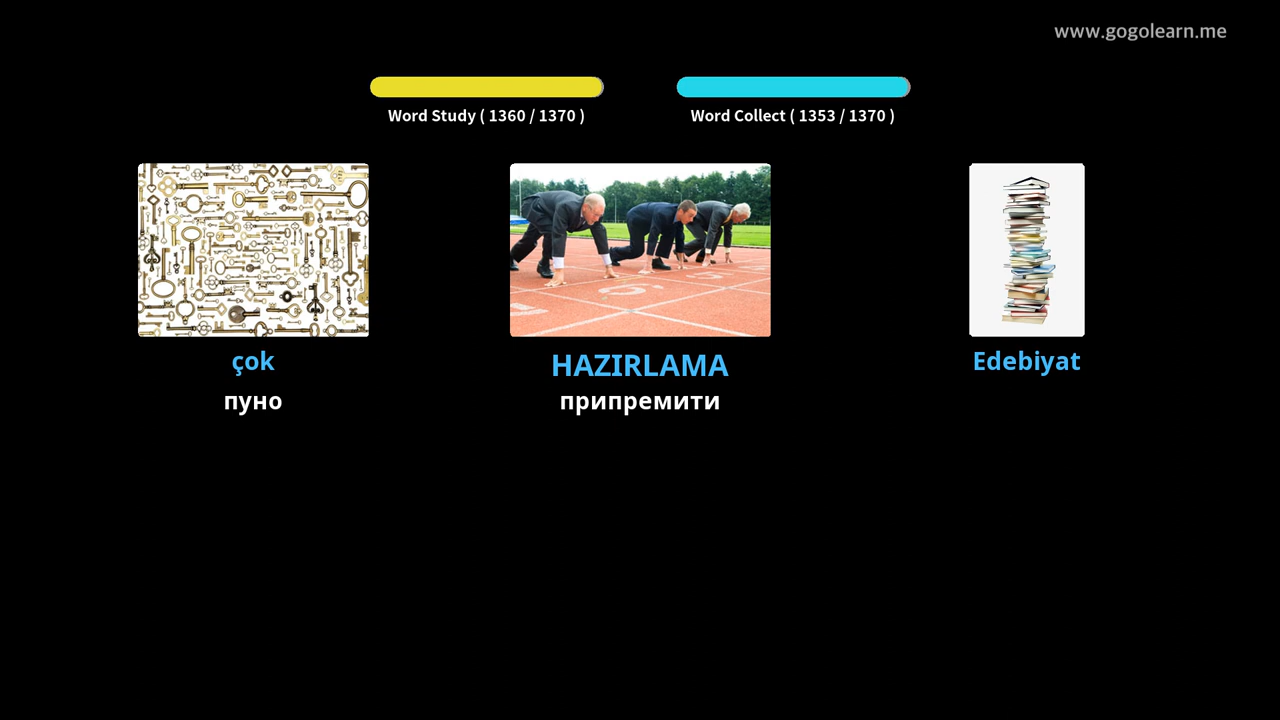 www.gogolearn.me
Word Study ( 1360 / 1370 )
Word Collect ( 1353 / 1370 )
çok
HAZIRLAMA
Edebiyat
пуно
припремити